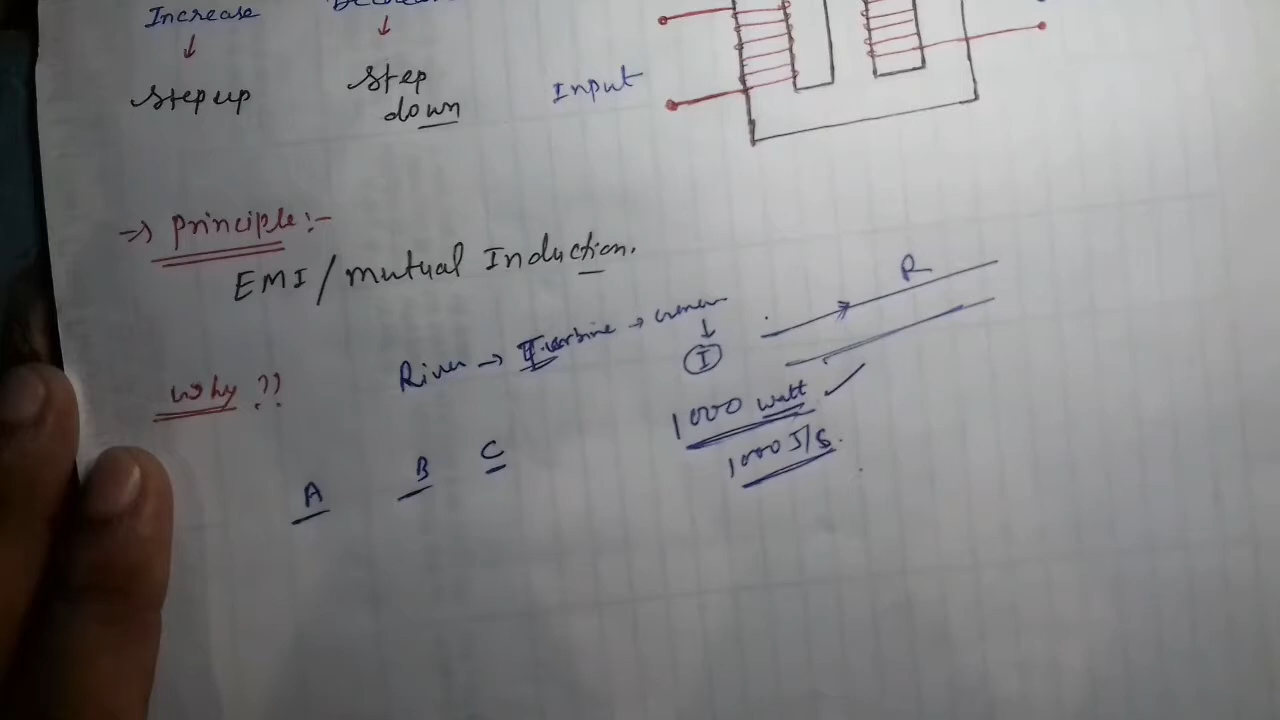 Increase
↓ ↓
Step up
Step
down
Input
→ Principle:-
EMI / mutual Induction.
R
River → Turbine →
↓
I
Why ??
1000 watt ✓
1000 J/S.
A B C